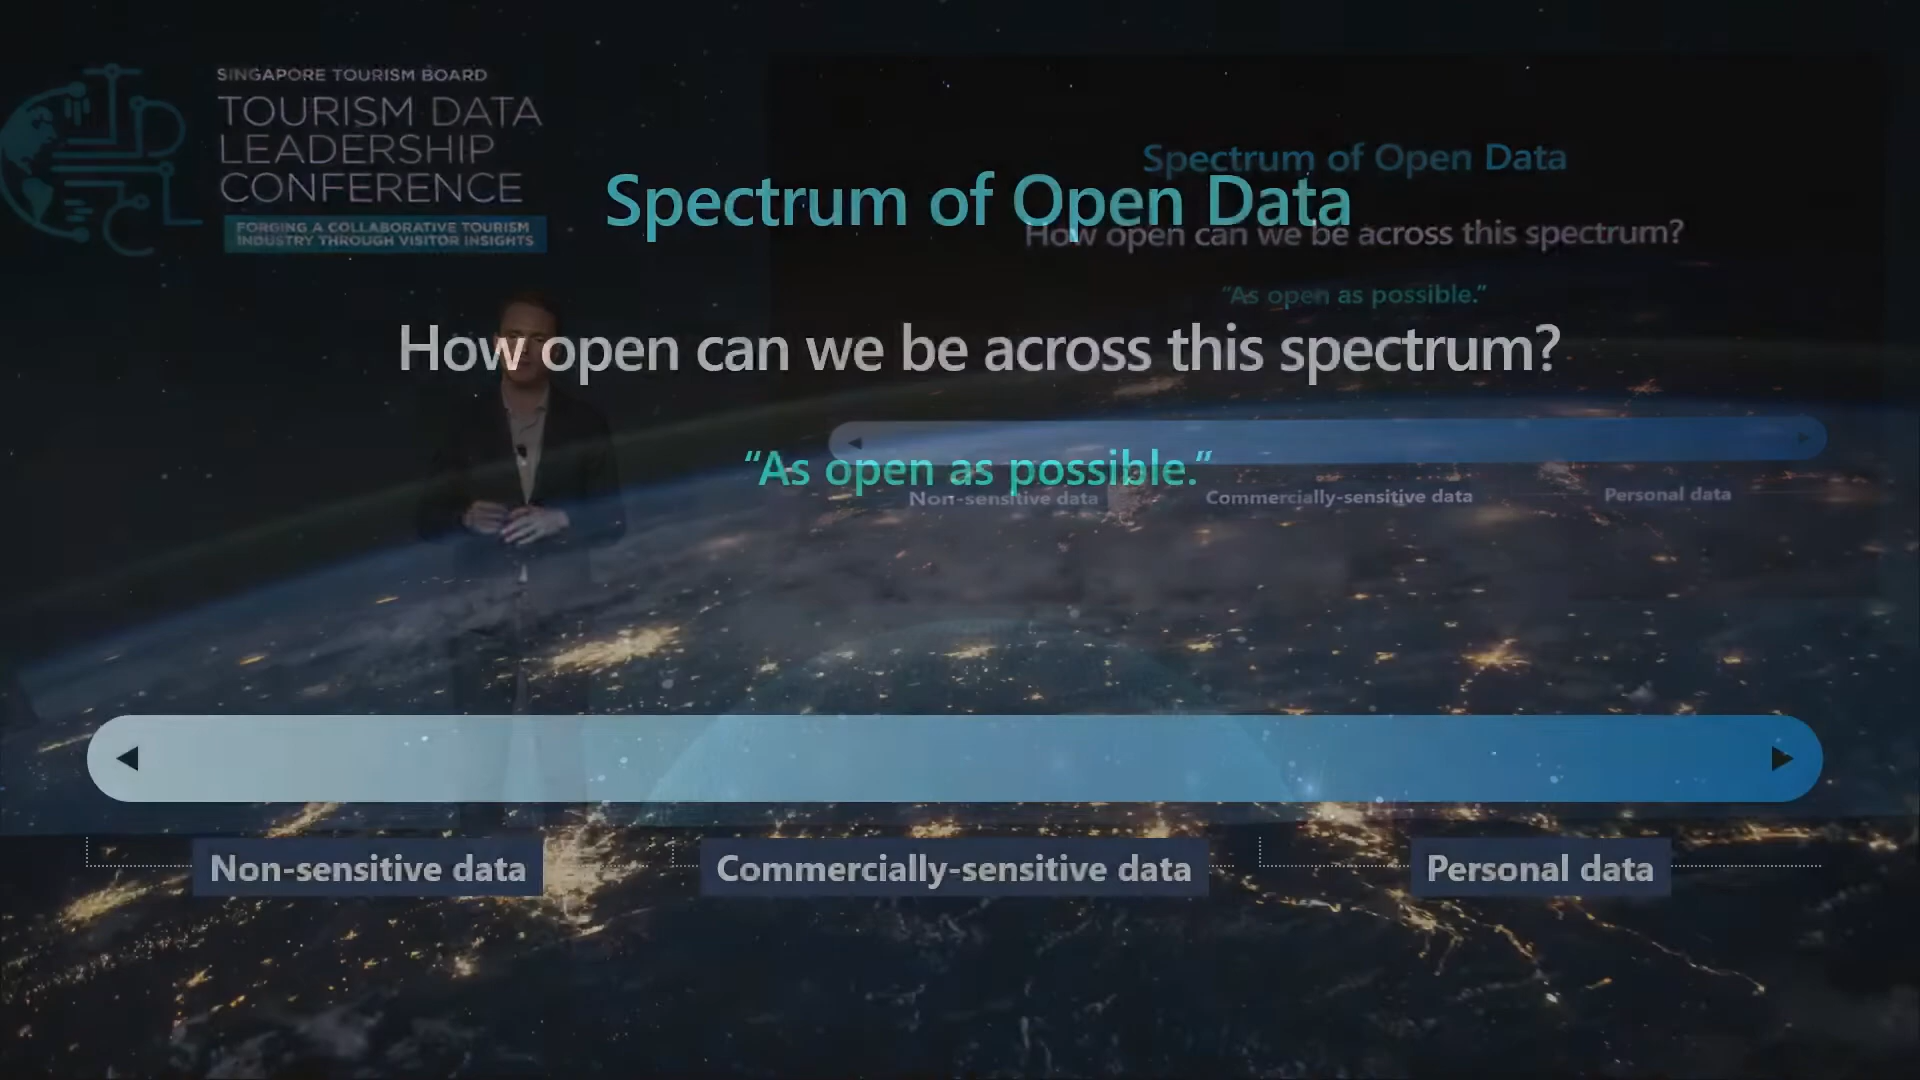 SINGAPORE TOURISM BOARD
TOURISM DATA
LEADERSHIP
CONFERENCE
FORGING A COLLABORATIVE TOURISM
INDUSTRY THROUGH VISITOR INSIGHTS
Spectrum of Open Data
How open can we be across this spectrum?
“As open as possible.”
Non-sensitive data
Commercially-sensitive data
Personal data
Spectrum of Open Data
How open can we be across this spectrum?
“As open as possible.”
Non-sensitive data
Commercially-sensitive data
Personal data